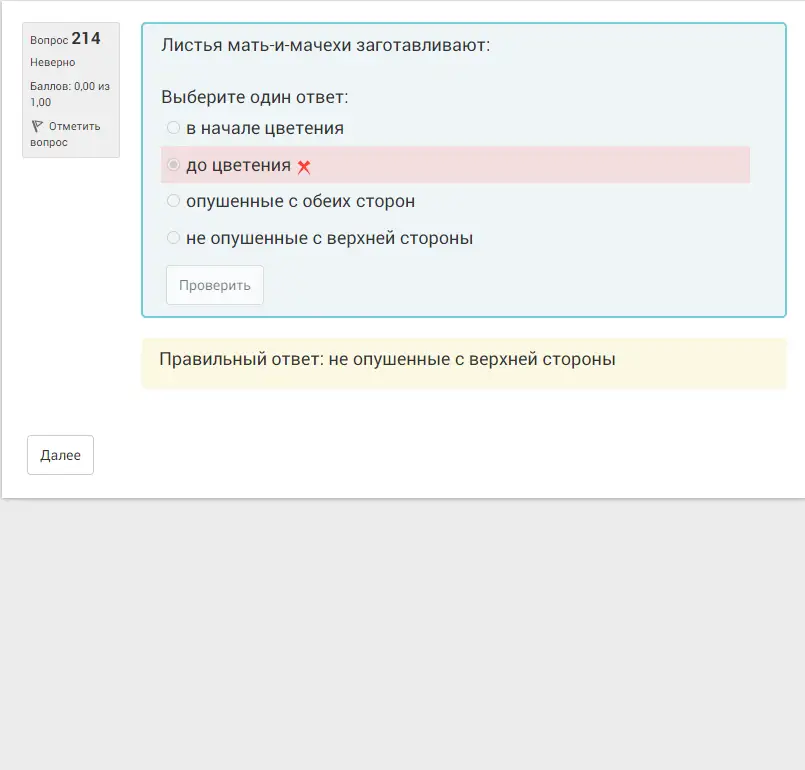 Вопрос 214
Неверно
Баллов: 0,00 из
1,00
Отметить
вопрос
Листья мать-и-мачехи заготавливают:
Выберите один ответ:
в начале цветения
до цветения
опушенные с обеих сторон
не опушенные с верхней стороны
Проверить
Правильный ответ: не опушенные с верхней стороны
Далее